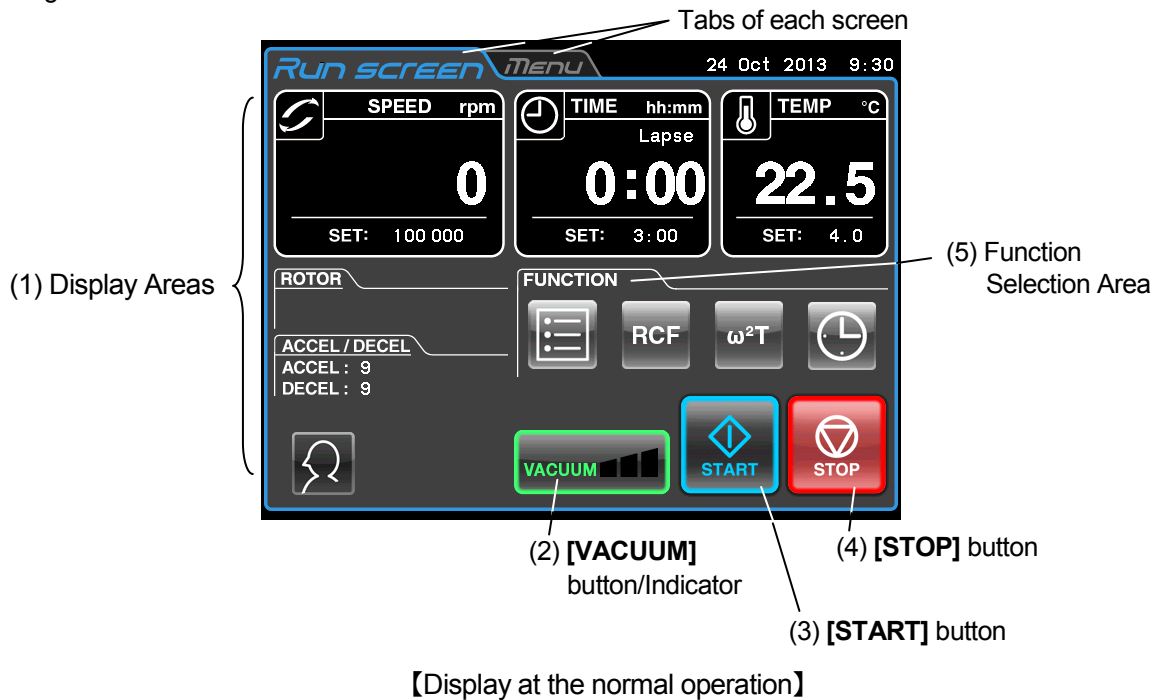 Tabs of each screen
Run screen Menu 24 Oct 2013 9:30
SPEED rpm
0
SET: 100 000
TIME hh:mm
Lapse
0:00
SET: 3:00
TEMP °C
22.5
SET: 4.0
(1) Display Areas
(5) Function
Selection Area
ROTOR
ACCEL / DECEL
ACCEL : 9
DECEL : 9
FUNCTION
RCF
ω²T
VACUUM
START
STOP
(2) [VACUUM]
button/Indicator
(4) [STOP] button
(3) [START] button
【Display at the normal operation】